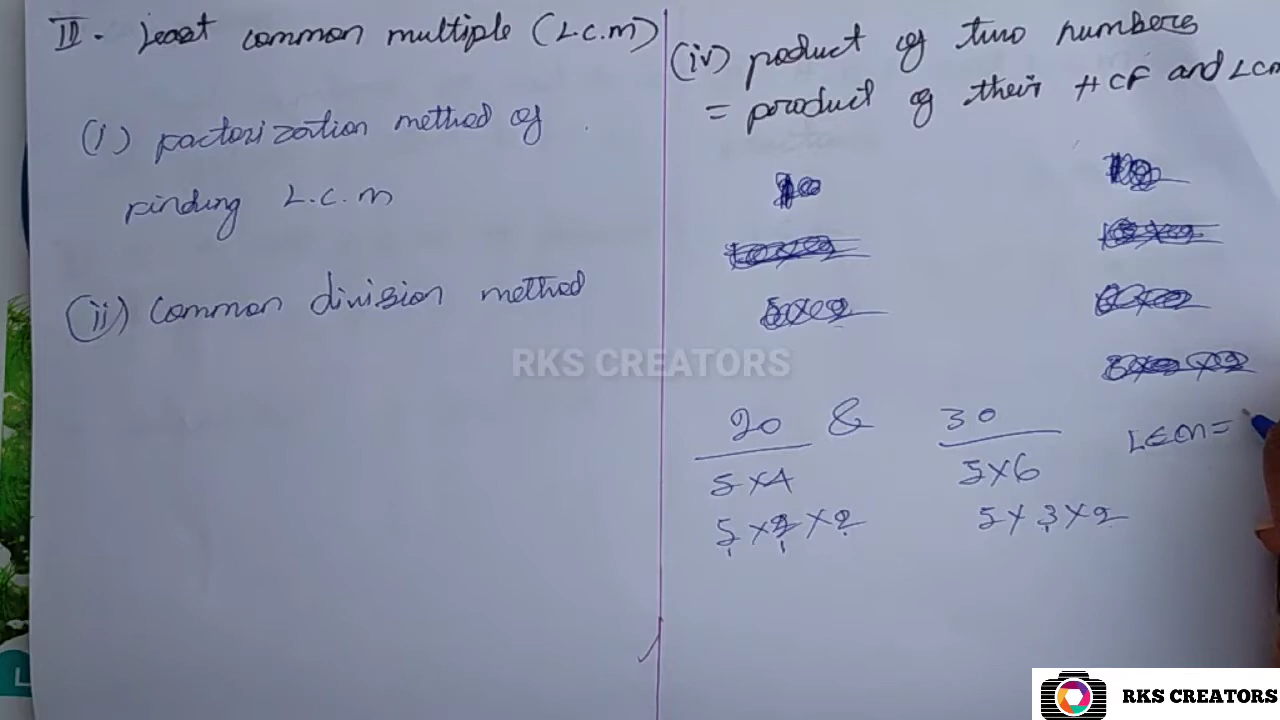 II. Least common multiple (L.C.M)
(i) Factorization method of
finding L.C.M
(ii) Common division method
(iv) product of two numbers
= product of their HCF and LCM
20 & 30
5×4 5×6
5×2×2 5×3×2
LCM=
RKS CREATORS
RKS CREATORS
L